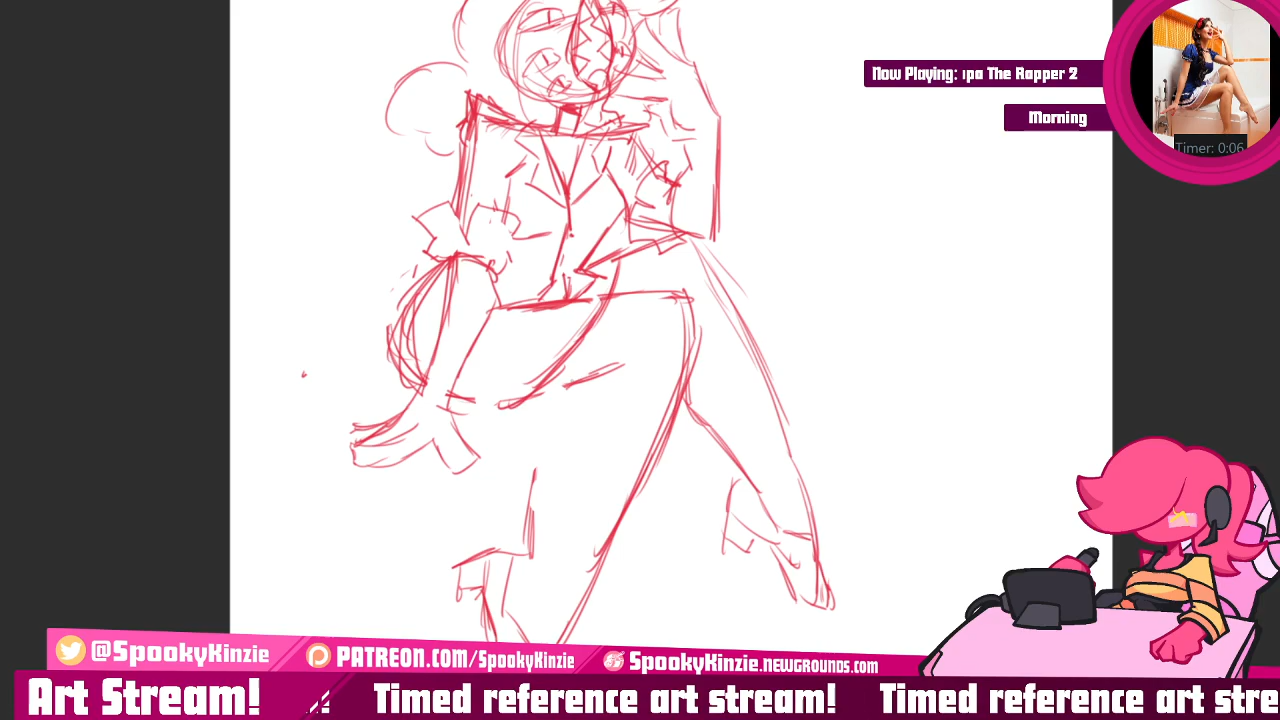 Now Playing: ıpa The Rapper 2
Morning
Timer: 0:06
@SpookyKinzie
PATREON.COM/SpookyKinzie
SpookyKinzie.NEWGROUNDS.com
Art Stream!
!! Timed reference art stream! Timed reference art stre